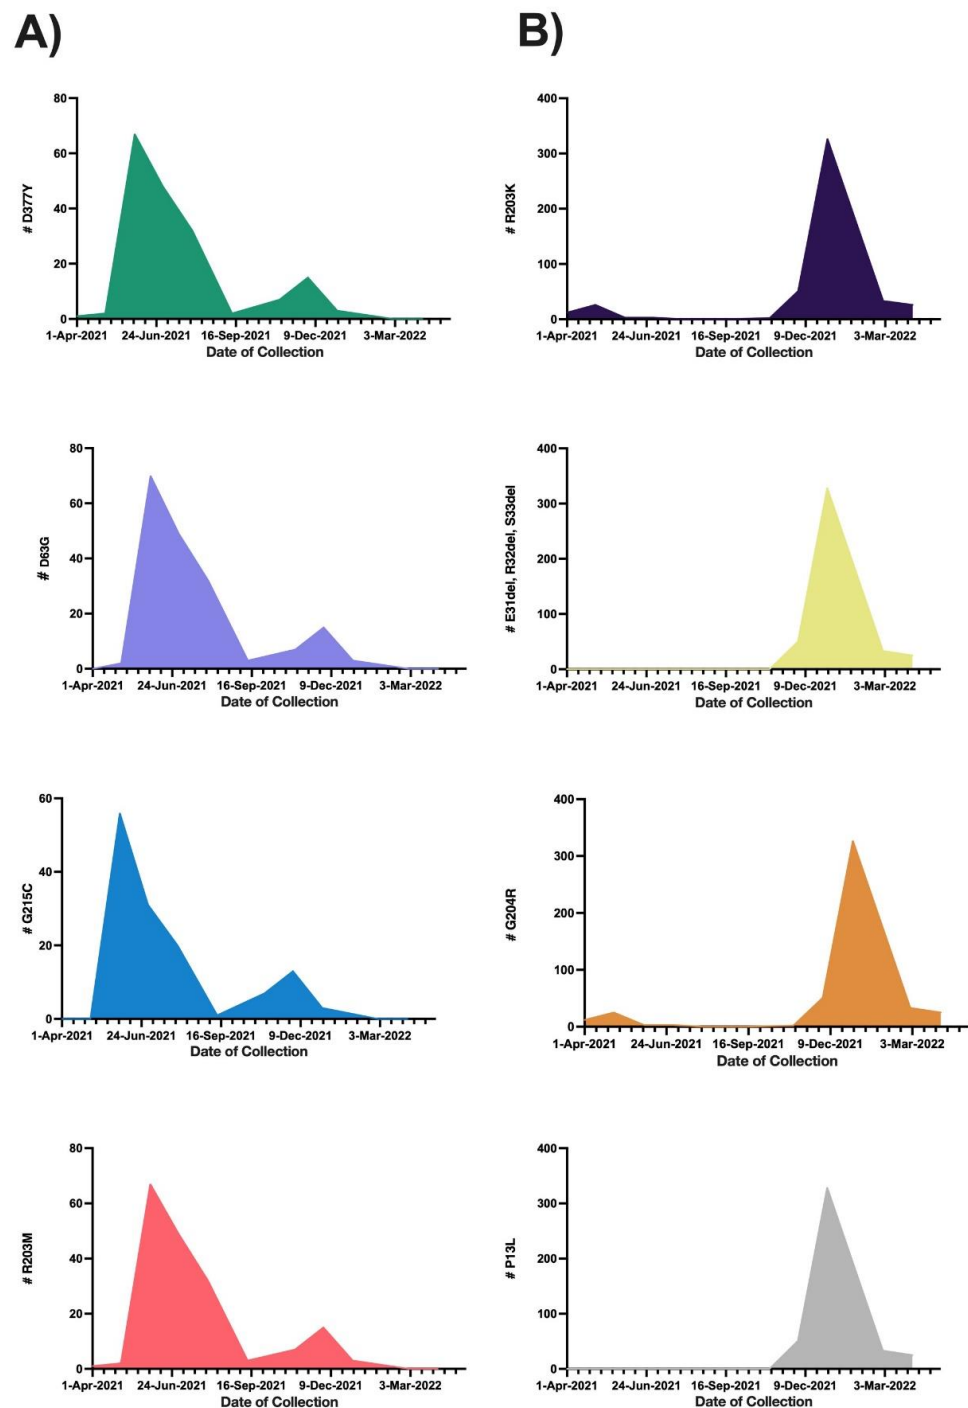 A)
B)
80
60
40
20
0
# D377Y
1-Apr-2021 24-Jun-2021 16-Sep-2021 9-Dec-2021 3-Mar-2022
Date of Collection
400
300
200
100
0
# R203K
1-Apr-2021 24-Jun-2021 16-Sep-2021 9-Dec-2021 3-Mar-2022
Date of Collection
80
60
40
20
0
# D63G
1-Apr-2021 24-Jun-2021 16-Sep-2021 9-Dec-2021 3-Mar-2022
Date of Collection
400
300
200
100
0
# E31del, R32del, S33del
1-Apr-2021 24-Jun-2021 16-Sep-2021 9-Dec-2021 3-Mar-2022
Date of Collection
60
40
20
0
# G215C
1-Apr-2021 24-Jun-2021 16-Sep-2021 9-Dec-2021 3-Mar-2022
Date of Collection
400
300
200
100
0
# G204R
1-Apr-2021 24-Jun-2021 16-Sep-2021 9-Dec-2021 3-Mar-2022
Date of Collection
80
60
40
20
0
# R203M
1-Apr-2021 24-Jun-2021 16-Sep-2021 9-Dec-2021 3-Mar-2022
Date of Collection
400
300
200
100
0
# P13L
1-Apr-2021 24-Jun-2021 16-Sep-2021 9-Dec-2021 3-Mar-2022
Date of Collection